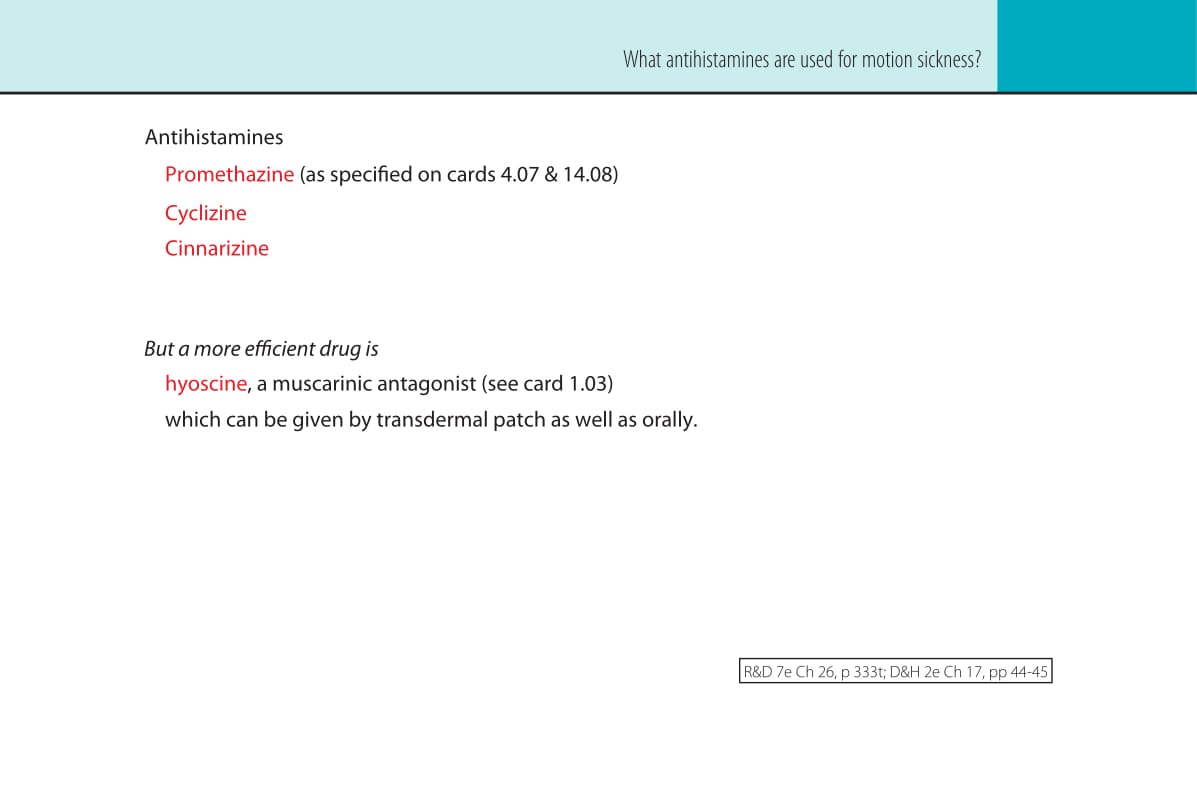 What antihistamines are used for motion sickness?
Antihistamines
Promethazine (as specified on cards 4.07 & 14.08)
Cyclizine
Cinnarizine
But a more efficient drug is
hyoscine, a muscarinic antagonist (see card 1.03)
which can be given by transdermal patch as well as orally.
R&D 7e Ch 26, p 333t; D&H 2e Ch 17, pp 44-45